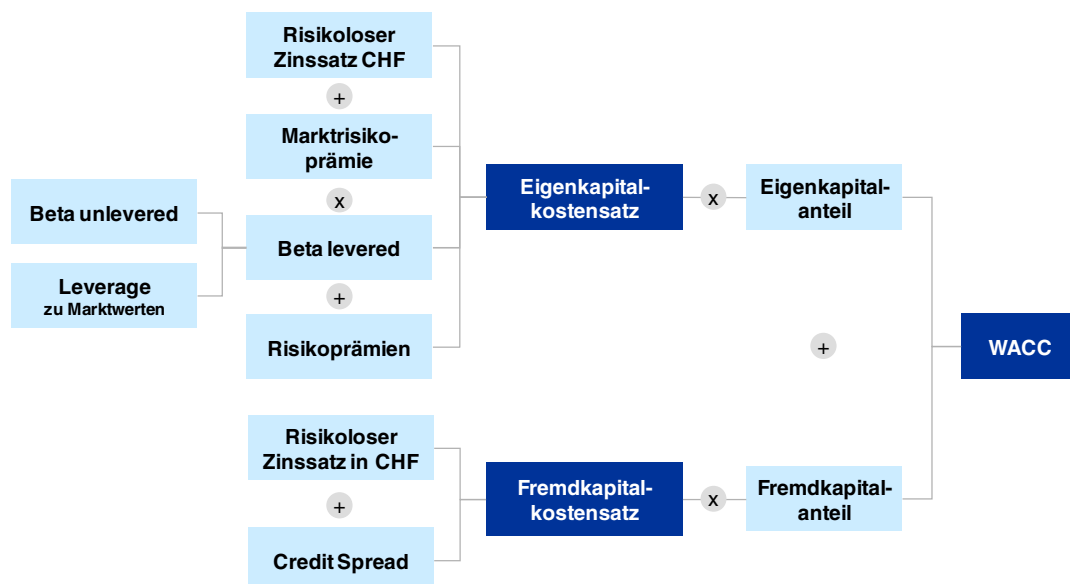 Risikoloser
Zinssatz CHF
+
Marktrisiko-
prämie
x
Beta unlevered
Beta levered
Leverage
zu Marktwerten
+
Risikoprämien
Eigenkapital-
kostensatz
x
Eigenkapital-
anteil
+
WACC
Risikoloser
Zinssatz in CHF
+
Credit Spread
Fremdkapital-
kostensatz
x
Fremdkapital-
anteil